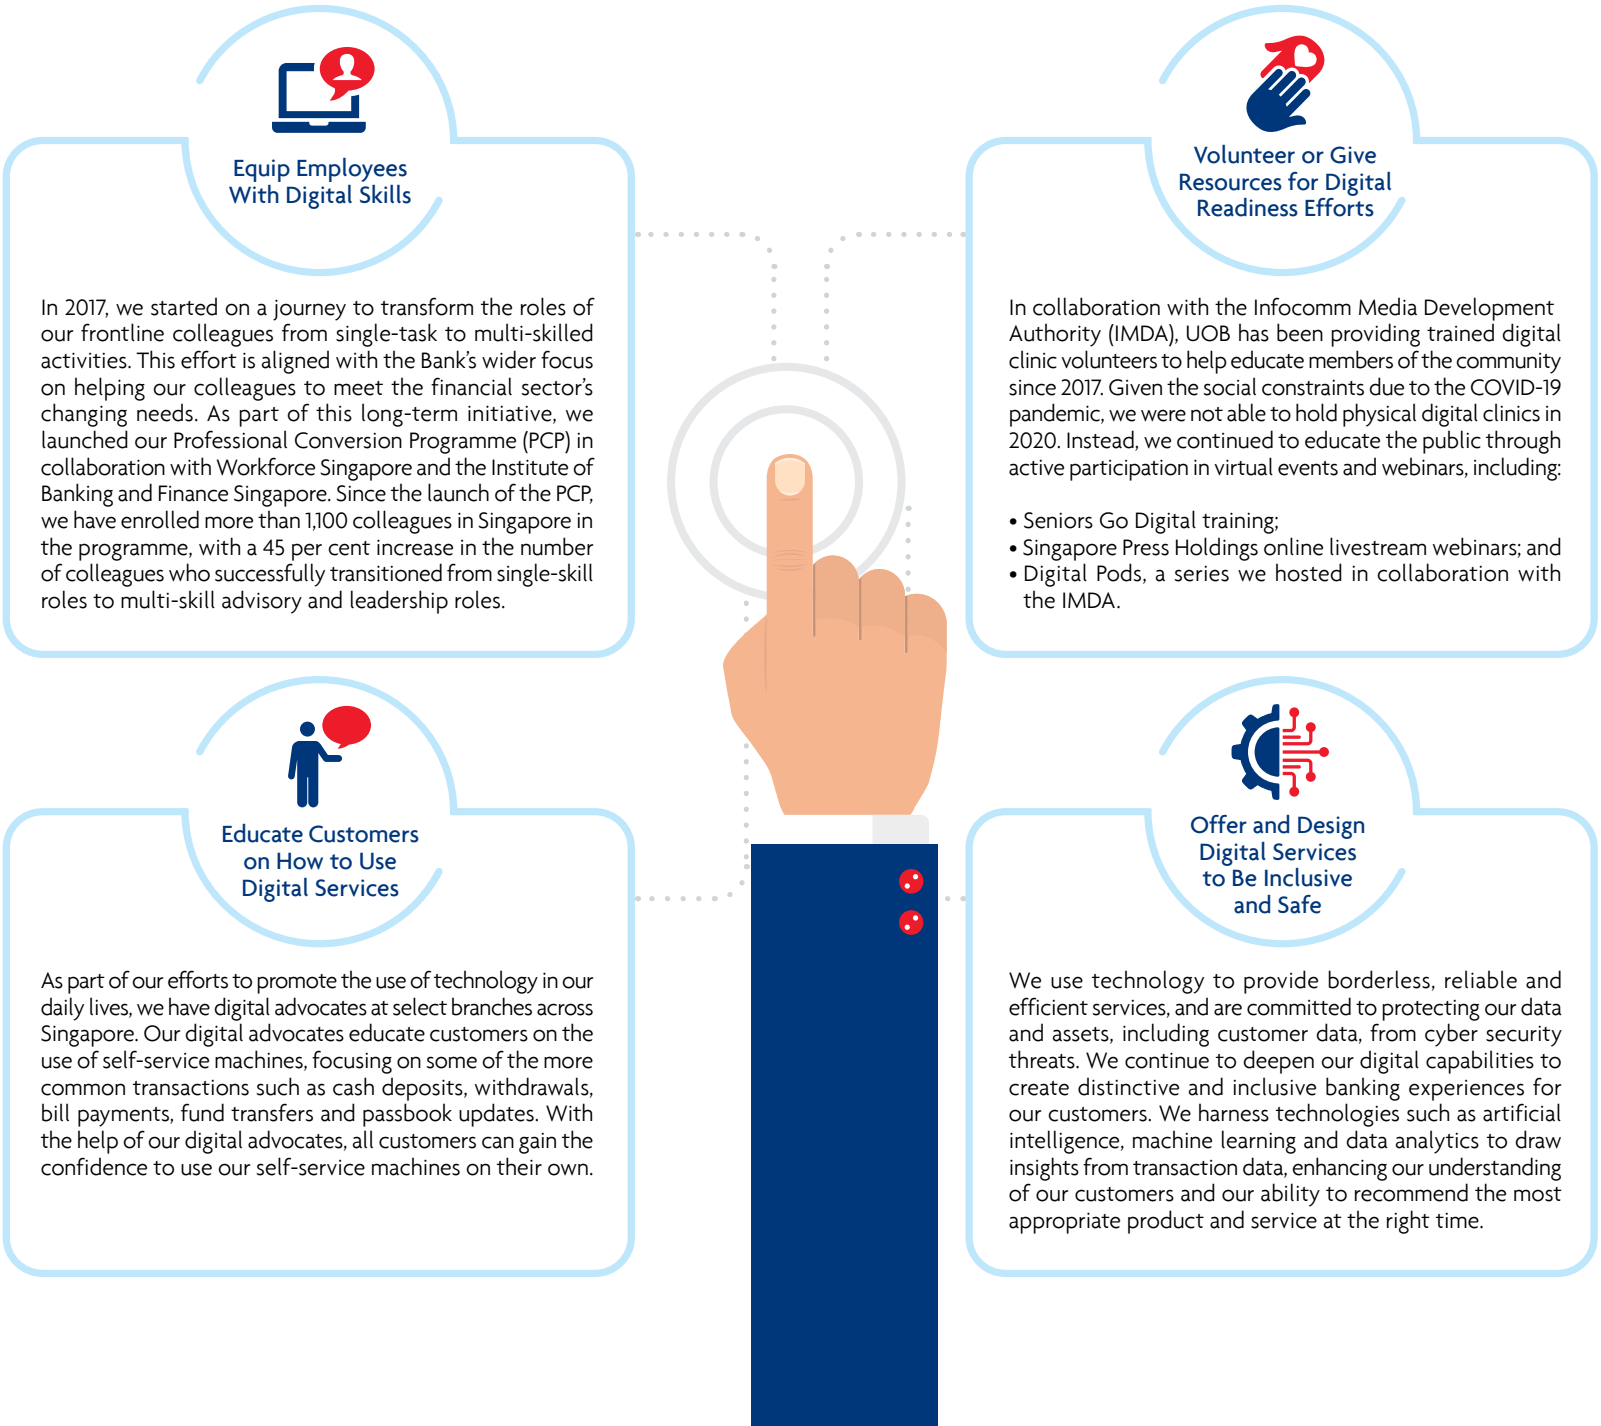 Equip Employees
With Digital Skills
In 2017, we started on a journey to transform the roles of
our frontline colleagues from single-task to multi-skilled
activities. This effort is aligned with the Bank's wider focus
on helping our colleagues to meet the financial sector's
changing needs. As part of this long-term initiative, we
launched our Professional Conversion Programme (PCP) in
collaboration with Workforce Singapore and the Institute of
Banking and Finance Singapore. Since the launch of the PCP,
we have enrolled more than 1,100 colleagues in Singapore in
the programme, with a 45 per cent increase in the number
of colleagues who successfully transitioned from single-skill
roles to multi-skill advisory and leadership roles.
Volunteer or Give
Resources for Digital
Readiness Efforts
In collaboration with the Infocomm Media Development
Authority (IMDA), UOB has been providing trained digital
clinic volunteers to help educate members of the community
since 2017. Given the social constraints due to the COVID-19
pandemic, we were not able to hold physical digital clinics in
2020. Instead, we continued to educate the public through
active participation in virtual events and webinars, including:
• Seniors Go Digital training;
• Singapore Press Holdings online livestream webinars; and
• Digital Pods, a series we hosted in collaboration with
the IMDA.
Educate Customers
on How to Use
Digital Services
As part of our efforts to promote the use of technology in our
daily lives, we have digital advocates at select branches across
Singapore. Our digital advocates educate customers on the
use of self-service machines, focusing on some of the more
common transactions such as cash deposits, withdrawals,
bill payments, fund transfers and passbook updates. With
the help of our digital advocates, all customers can gain the
confidence to use our self-service machines on their own.
Offer and Design
Digital Services
to Be Inclusive
and Safe
We use technology to provide borderless, reliable and
efficient services, and are committed to protecting our data
and assets, including customer data, from cyber security
threats. We continue to deepen our digital capabilities to
create distinctive and inclusive banking experiences for
our customers. We harness technologies such as artificial
intelligence, machine learning and data analytics to draw
insights from transaction data, enhancing our understanding
of our customers and our ability to recommend the most
appropriate product and service at the right time.